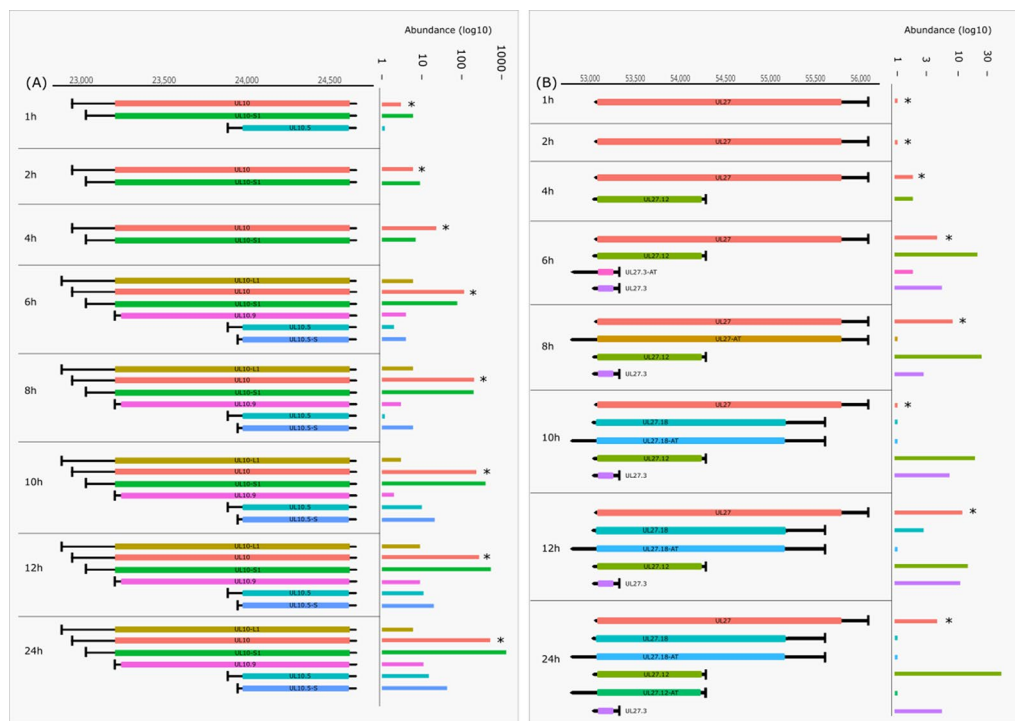 Abundance (log10)
1 10 100 1000
(A)
23,000 23,500 24,000 24,500
1h
UL10 *
UL10-S1
UL10.5
2h
UL10 *
UL10-S1
4h
UL10 *
UL10-S1
6h
UL10-L1
UL10 *
UL10-S1
UL10.9
UL10.5
UL10.5-S
8h
UL10-L1
UL10 *
UL10-S1
UL10.9
UL10.5
UL10.5-S
10h
UL10-L1
UL10 *
UL10-S1
UL10.9
UL10.5
UL10.5-S
12h
UL10-L1
UL10 *
UL10-S1
UL10.9
UL10.5
UL10.5-S
24h
UL10-L1
UL10 *
UL10-S1
UL10.9
UL10.5
UL10.5-S
Abundance (log10)
1 3 10 30
(B)
53,000 53,500 54,000 55,000 55,500 56,000
1h
UL27 *
2h
UL27 *
4h
UL27 *
UL27.12
6h
UL27 *
UL27.12
UL27.3-AT
UL27.3
8h
UL27 *
UL27-AT
UL27.12
UL27.3
10h
UL27 *
UL27.18
UL27.18-AT
UL27.12
UL27.3
12h
UL27 *
UL27.18
UL27.18-AT
UL27.12
UL27.3
24h
UL27 *
UL27.18
UL27.18-AT
UL27.12
UL27.12-AT
UL27.3